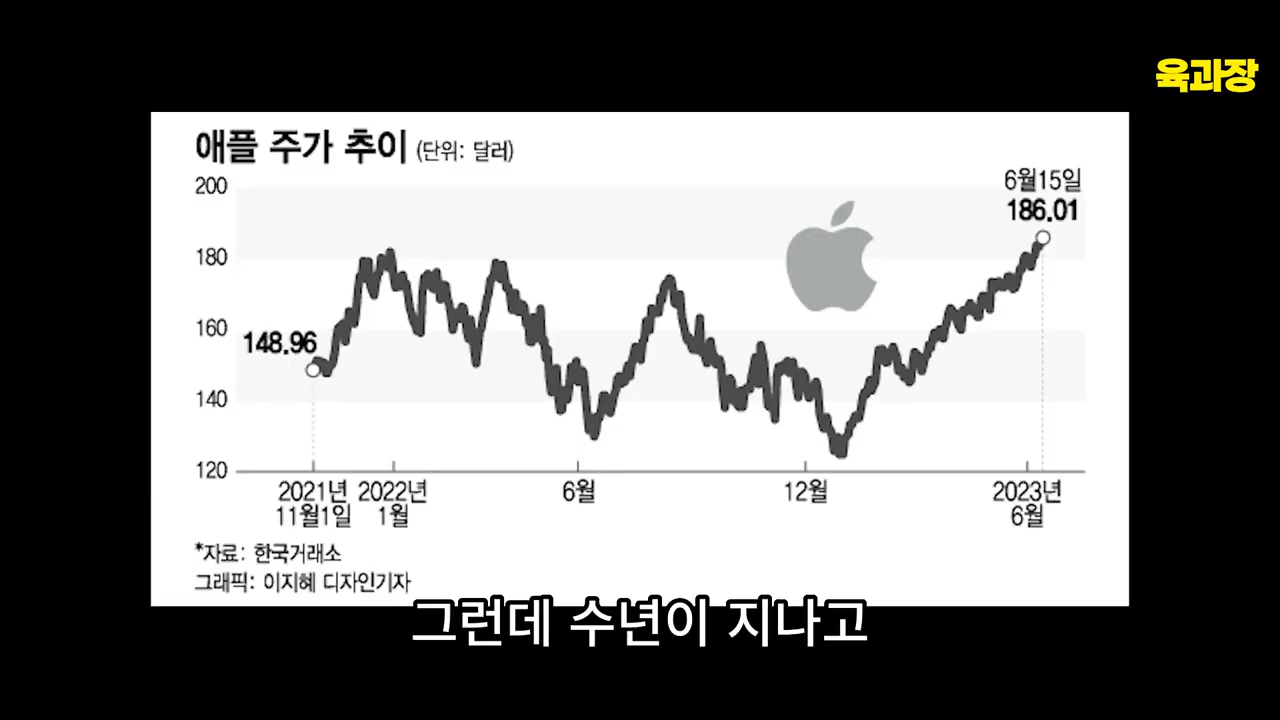 육과장
애플 주가 추이 (단위: 달러)
6월15일
186.01
200
180
160
148.96
140
120
2021년 2022년 6월 12월 2023년
11월1일 1월 6월
*자료: 한국거래소
그래픽: 이지혜 디자인기자
그런데 수년이 지나고